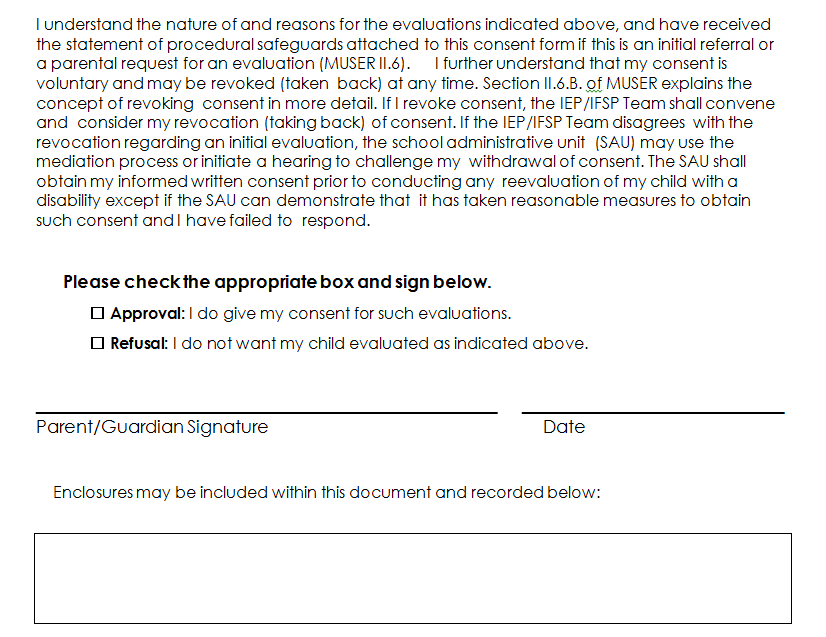 I understand the nature of and reasons for the evaluations indicated above, and have received
the statement of procedural safeguards attached to this consent form if this is an initial referral or
a parental request for an evaluation (MUSER II.6). I further understand that my consent is
voluntary and may be revoked (taken back) at any time. Section II.6.B. of MUSER explains the
concept of revoking consent in more detail. If I revoke consent, the IEP/IFSP Team shall convene
and consider my revocation (taking back) of consent. If the IEP/IFSP Team disagrees with the
revocation regarding an initial evaluation, the school administrative unit (SAU) may use the
mediation process or initiate a hearing to challenge my withdrawal of consent. The SAU shall
obtain my informed written consent prior to conducting any reevaluation of my child with a
disability except if the SAU can demonstrate that it has taken reasonable measures to obtain
such consent and I have failed to respond.
Please check the appropriate box and sign below.
☐ Approval: I do give my consent for such evaluations.
☐ Refusal: I do not want my child evaluated as indicated above.
Parent/Guardian Signature Date
Enclosures may be included within this document and recorded below: